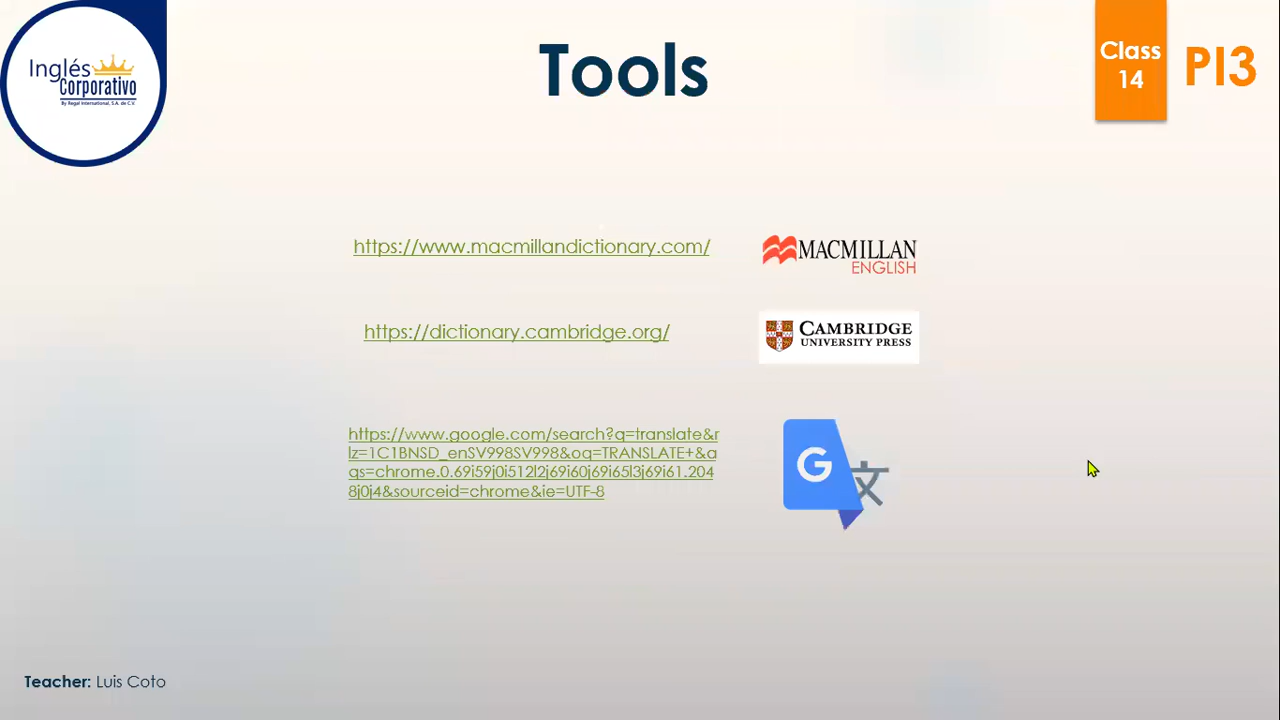 Inglés
Corporativo
By Regal International, S.A. de C.V.
Tools
Class
14
PI3
https://www.macmillandictionary.com/
MACMILLAN
ENGLISH
https://dictionary.cambridge.org/
CAMBRIDGE
UNIVERSITY PRESS
https://www.google.com/search?q=translate&r
lz=1C1BNSD_enSV998SV998&oq=TRANSLATE+&a
qs=chrome.0.69i59j0i512l2j69i60j69i65l3j69i61.204
8j0j4&sourceid=chrome&ie=UTF-8
G
文
Teacher: Luis Coto